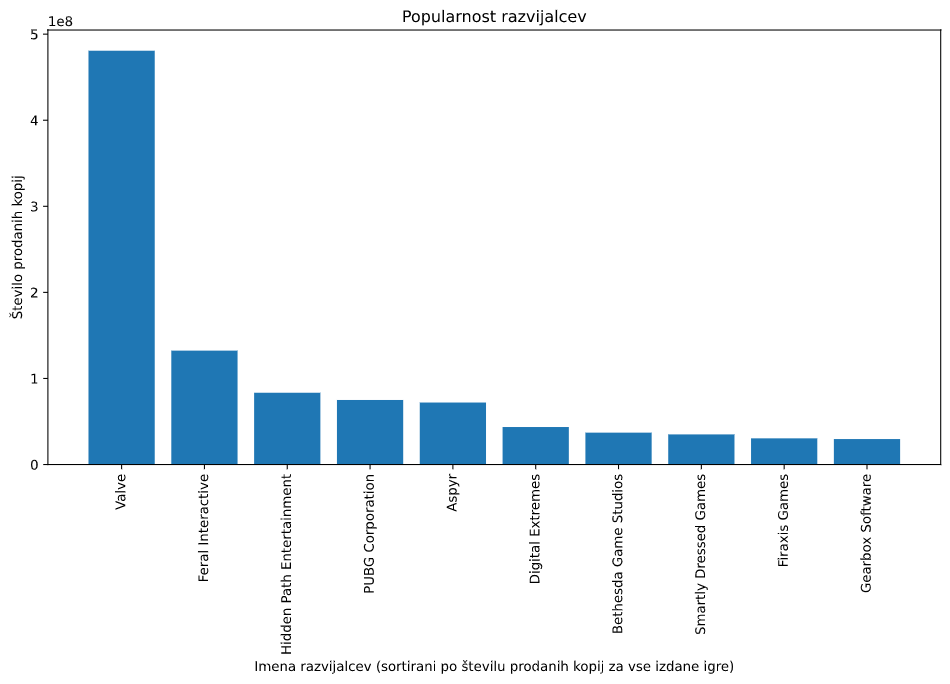 Popularnost razvijalcev
1e8
5
4
3
2
1
0
Število prodanih kopij
Valve
Feral Interactive
Hidden Path Entertainment
PUBG Corporation
Aspyr
Digital Extremes
Bethesda Game Studios
Smartly Dressed Games
Firaxis Games
Gearbox Software
Imena razvijalcev (sortirani po številu prodanih kopij za vse izdane igre)